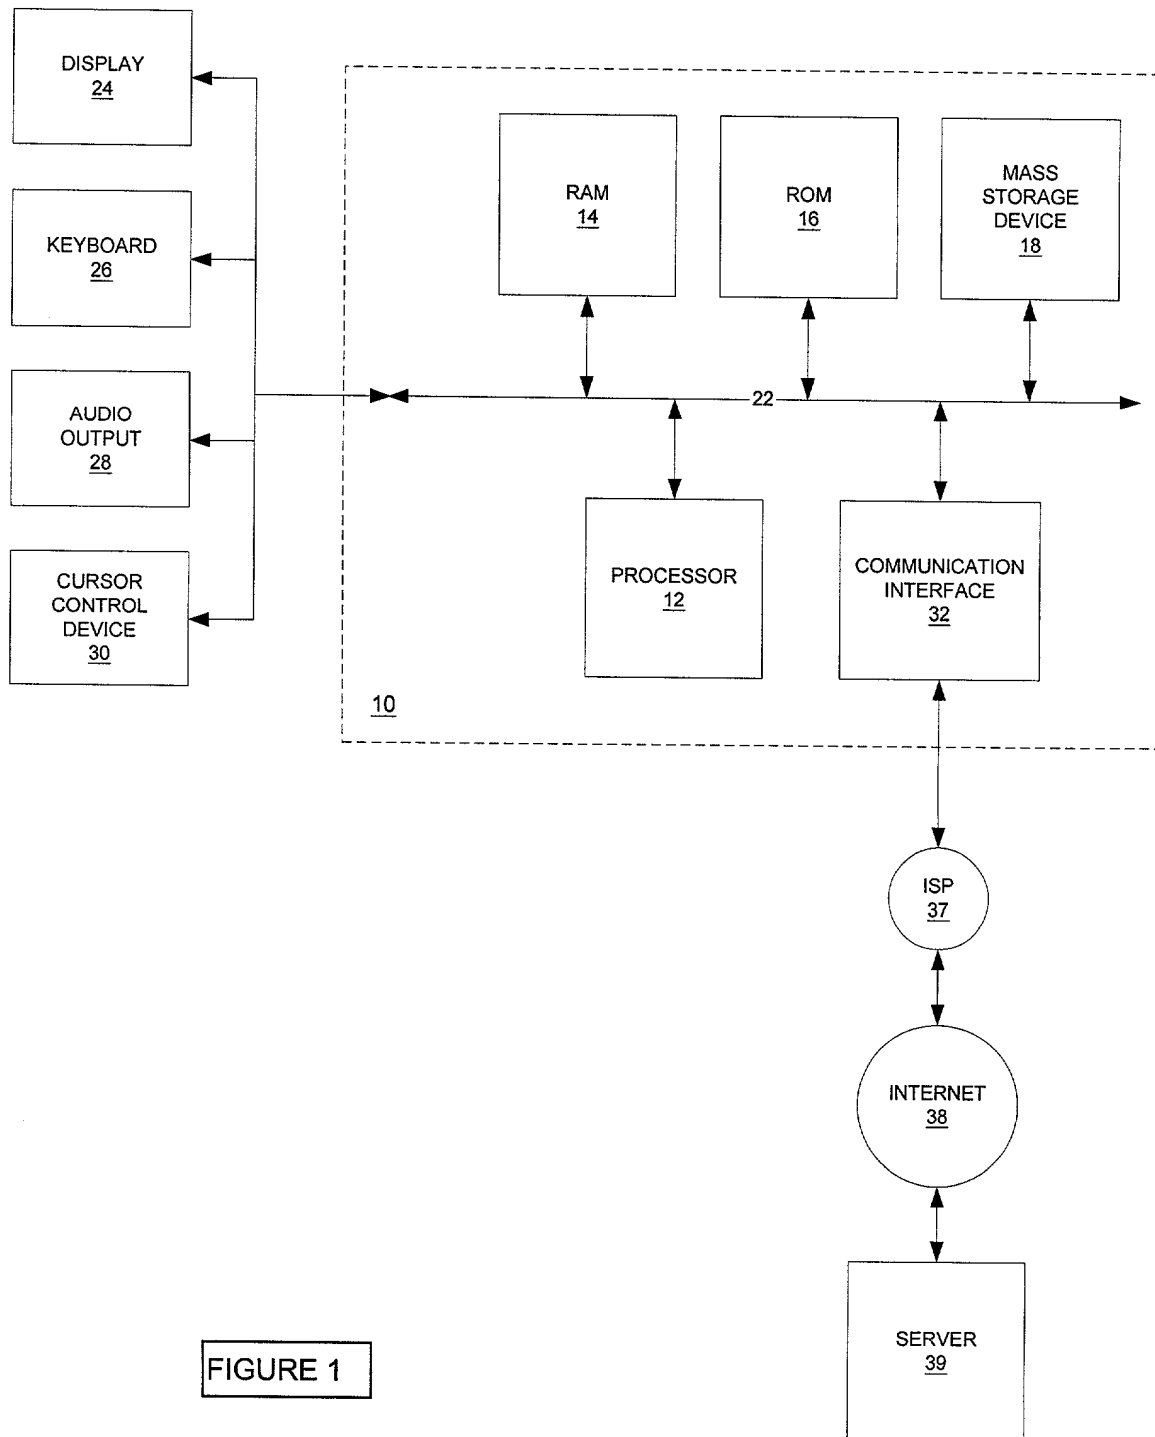 DISPLAY
24
KEYBOARD
26
AUDIO
OUTPUT
28
CURSOR
CONTROL
DEVICE
30
RAM
14
ROM
16
MASS
STORAGE
DEVICE
18
22
PROCESSOR
12
COMMUNICATION
INTERFACE
32
10
ISP
37
INTERNET
38
SERVER
39
FIGURE 1